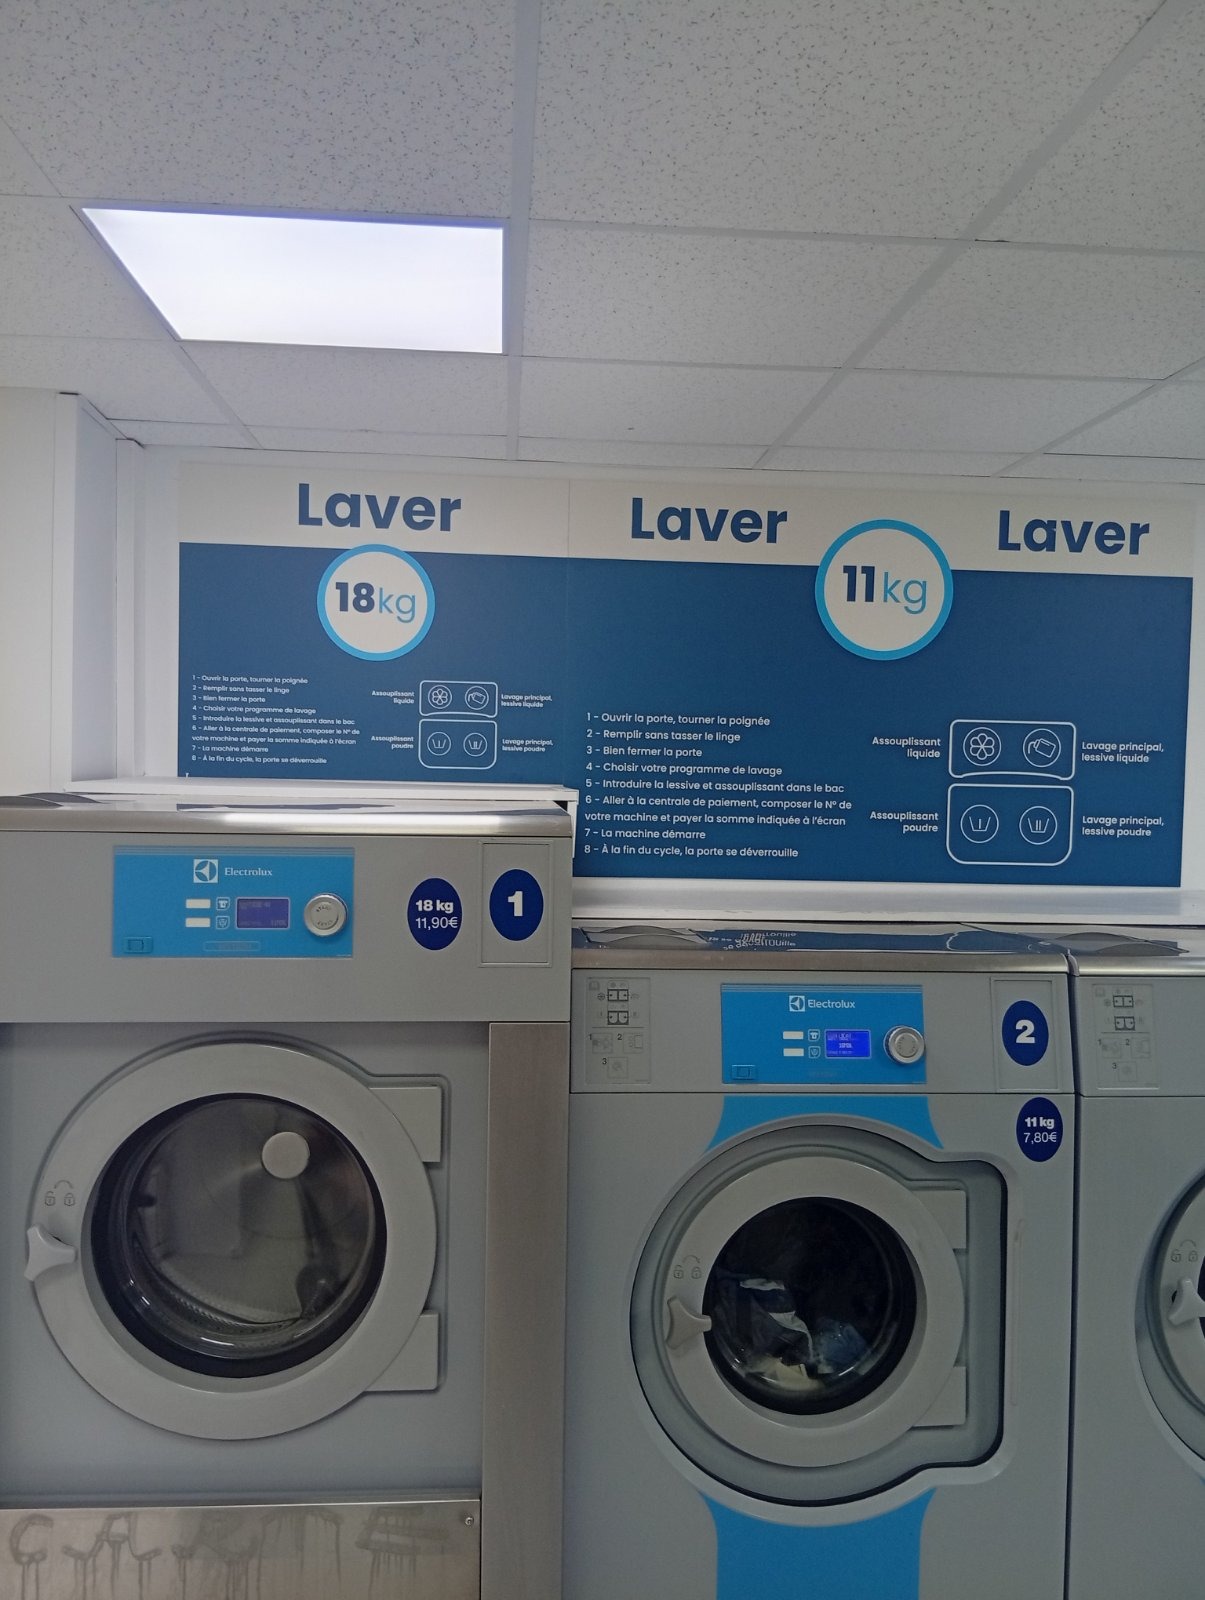 Laver
18kg
1 - Ouvrir la porte, tourner la poignée
2 - Remplir sans tasser le linge
3 - Bien fermer la porte
4 - Choisir votre programme de lavage
5 - Introduire la lessive et assouplissant dans le bac
6 - Aller à la centrale de paiement, composer le N° de
votre machine et payer la somme indiquée à l'écran
7 - La machine démarre
8 - À la fin du cycle, la porte se déverrouille
Assouplissant
liquide
Lavage principal,
lessive liquide
Assouplissant
poudre
Lavage principal,
lessive poudre
Laver
11kg
Laver
1 - Ouvrir la porte, tourner la poignée
2 - Remplir sans tasser le linge
3 - Bien fermer la porte
4 - Choisir votre programme de lavage
5 - Introduire la lessive et assouplissant dans le bac
6 - Aller à la centrale de paiement, composer le N° de
votre machine et payer la somme indiquée à l'écran
7 - La machine démarre
8 - À la fin du cycle, la porte se déverrouille
Assouplissant
liquide
Lavage principal,
lessive liquide
Assouplissant
poudre
Lavage principal,
lessive poudre
Electrolux
18 kg
11,90€
1
Electrolux
2
11 kg
7,80€